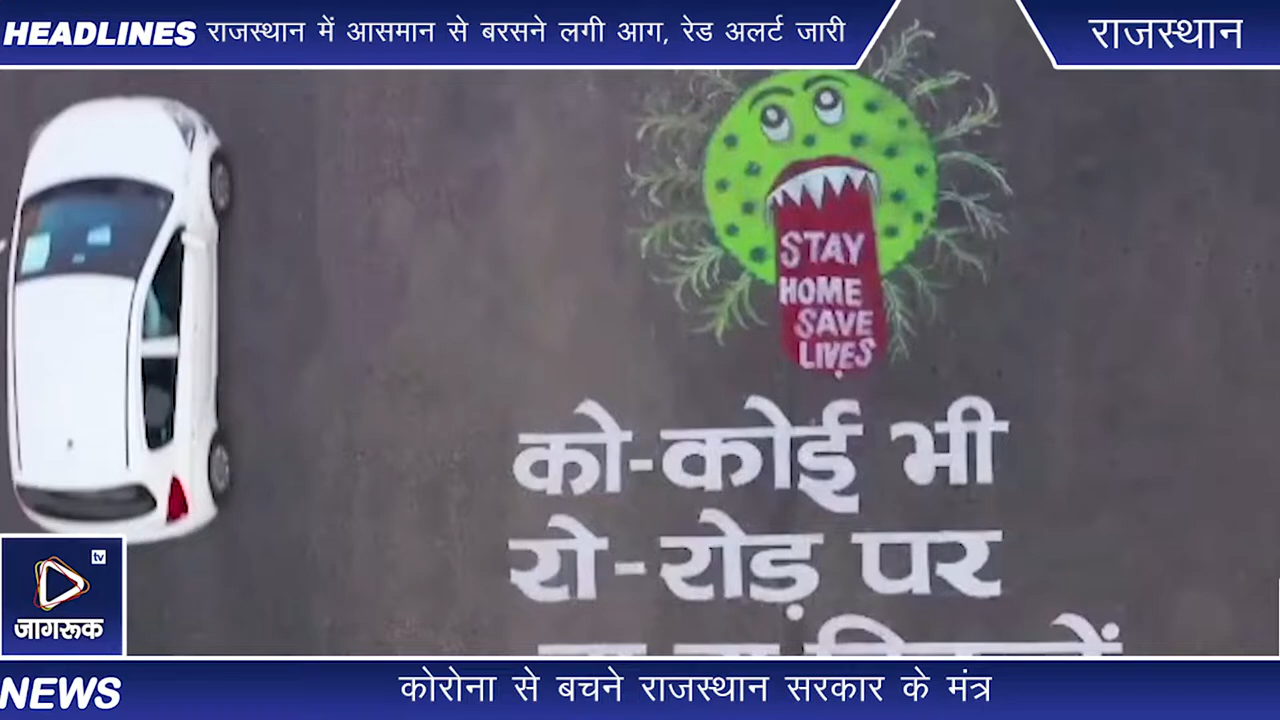 HEADLINES राजस्थान में आसमान से बरसने लगी आग, रेड अलर्ट जारी
राजस्थान
STAY
HOME
SAVE
LIVES
को-कोई भी
रो-रोड़ पर
tv
जागरूक
NEWS कोरोना से बचने राजस्थान सरकार के मंत्र